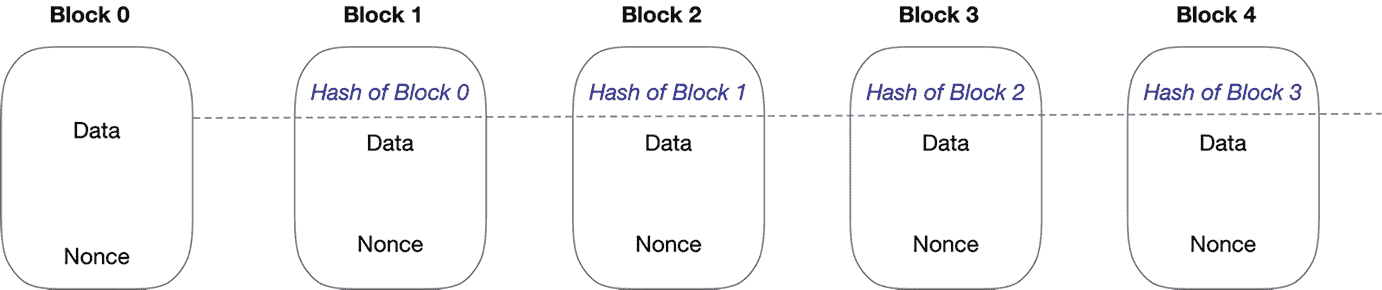 Block 0
Data
Nonce
Block 1
Hash of Block 0
Data
Nonce
Block 2
Hash of Block 1
Data
Nonce
Block 3
Hash of Block 2
Data
Nonce
Block 4
Hash of Block 3
Data
Nonce